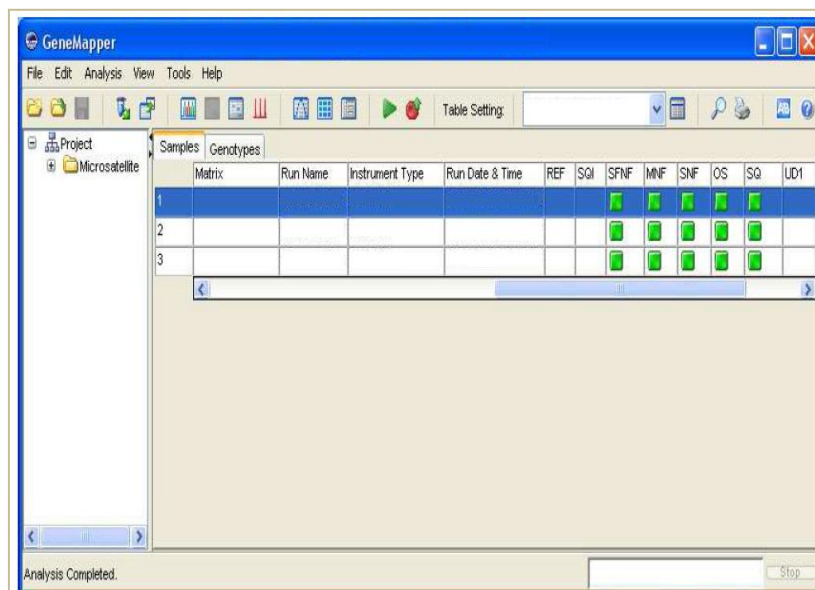 GeneMapper
File Edit Analysis View Tools Help
Table Setting:
Project
Microsatellite
Samples Genotypes
Matrix Run Name Instrument Type Run Date & Time REF SQI SFNF MNF SNF OS SQ UD1
1
2
3
Analysis Completed.
Stop